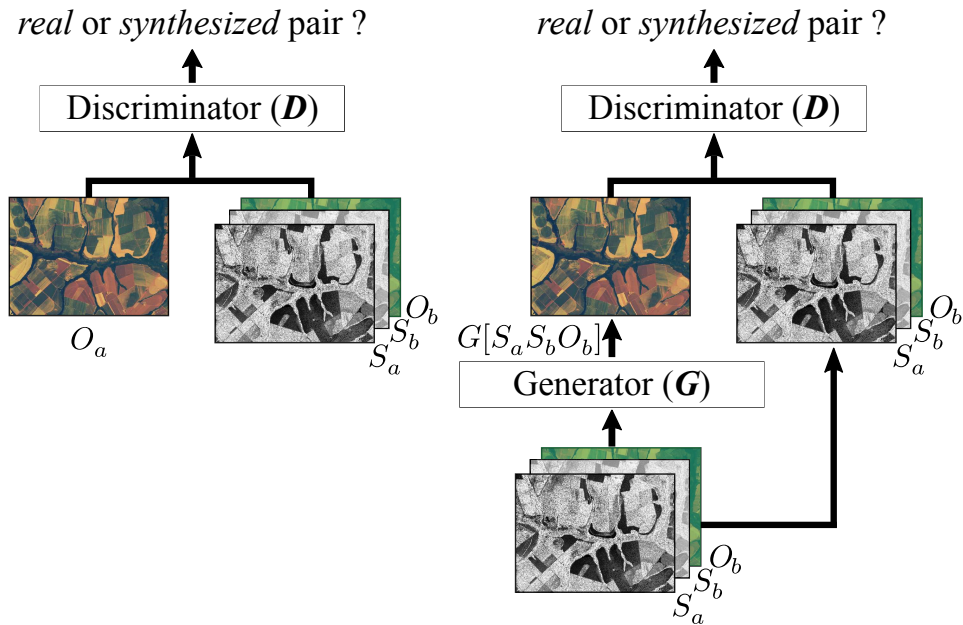 real or synthesized pair ?
Discriminator (D)
O_a
O_b
S_b
S_a
real or synthesized pair ?
Discriminator (D)
G[S_a S_b O_b]
O_b
S_b
S_a
Generator (G)
O_b
S_b
S_a